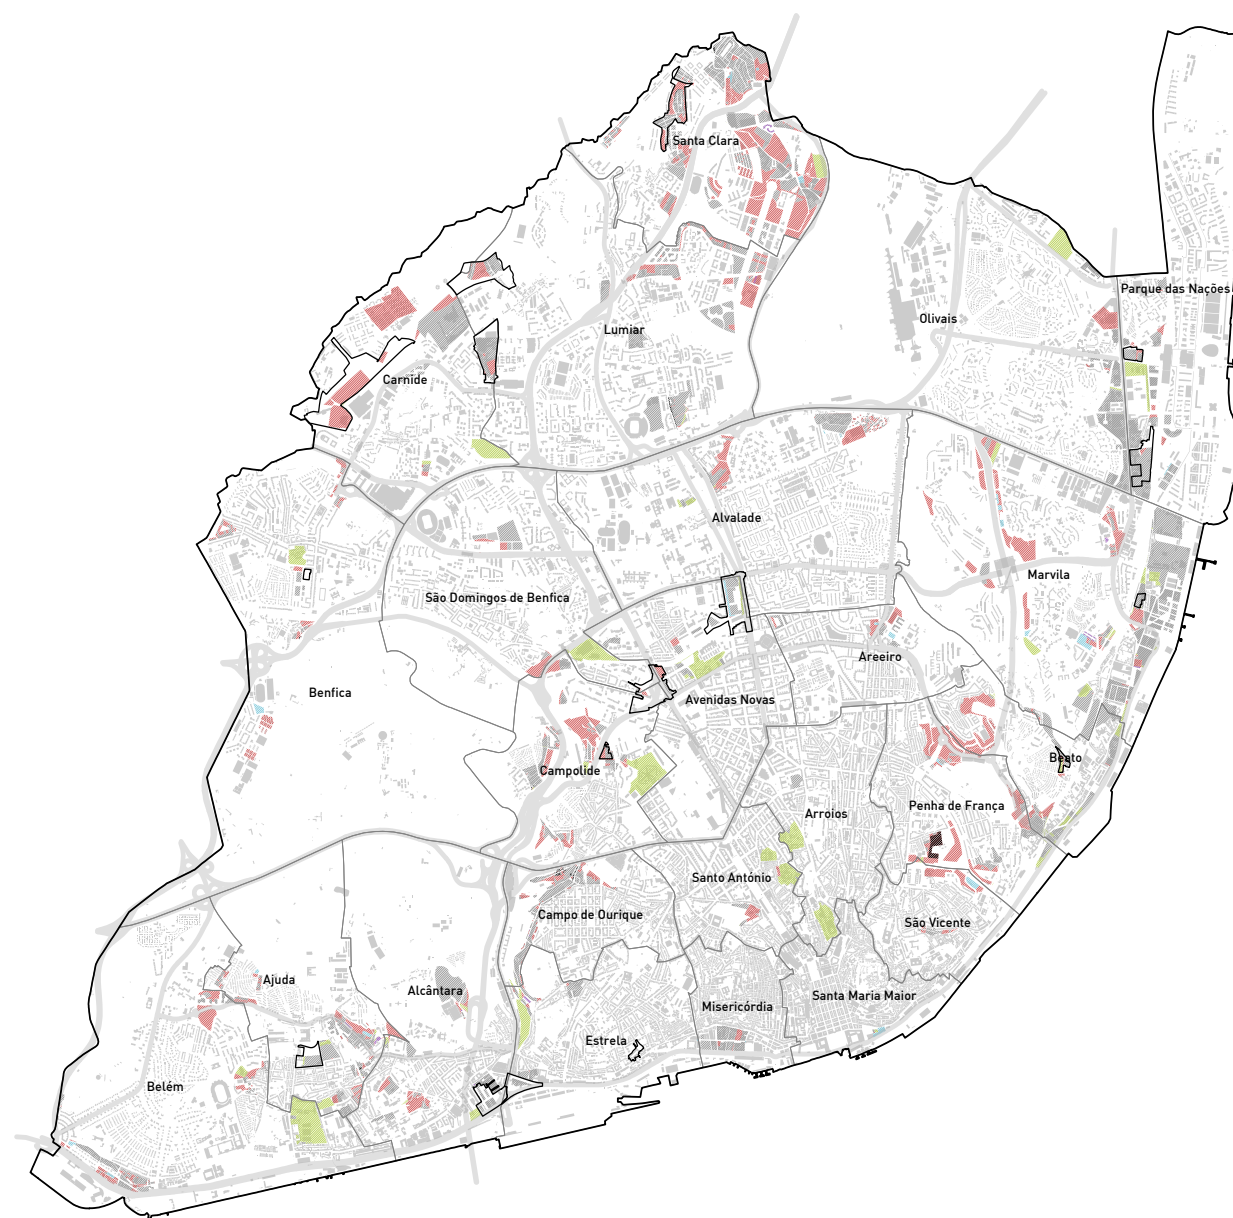 Santa Clara
Parque das Nações
Olivais
Lumiar
Carnide
Alvalade
Marvila
São Domingos de Benfica
Areeiro
Benfica
Avenidas Novas
Beato
Campolide
Penha de França
Arroios
Santo António
Campo de Ourique
São Vicente
Ajuda
Alcântara
Santa Maria Maior
Misericórdia
Estrela
Belém